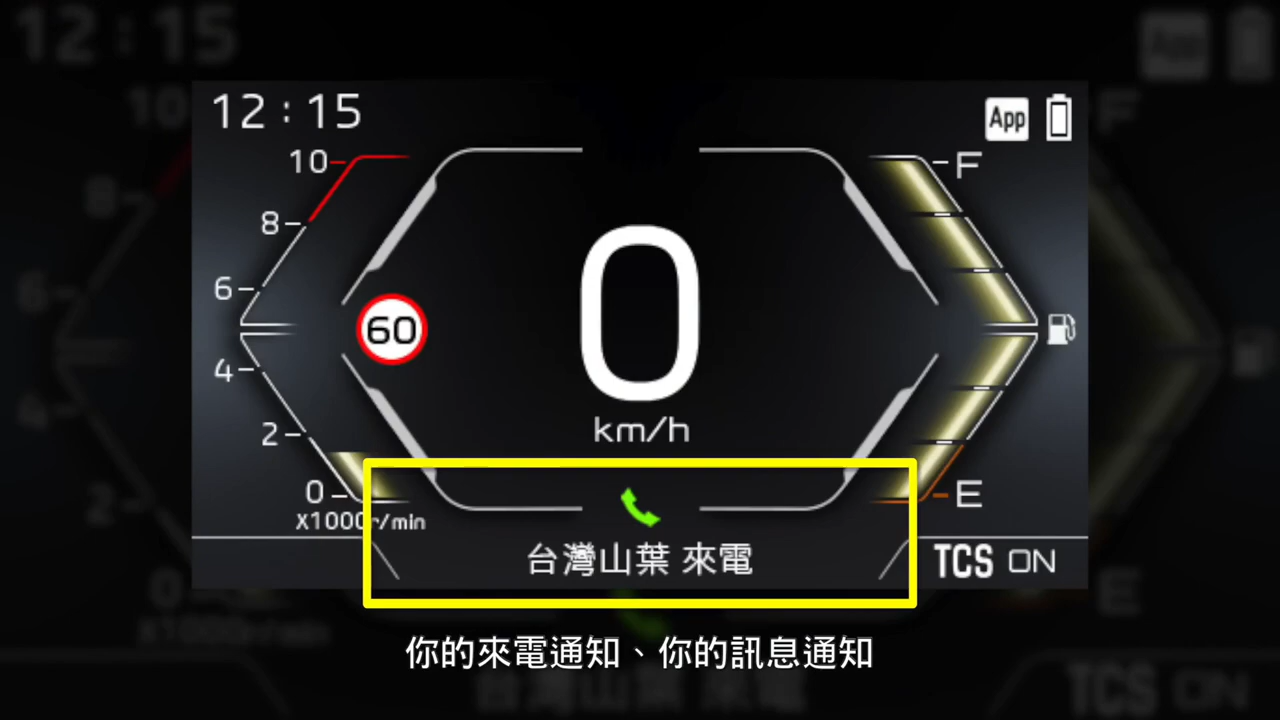 12:15
App
10
F
8
6
60
0
4
km/h
2
0
E
X1000r/min
台灣山葉 來電
TCS ON
你的來電通知、你的訊息通知